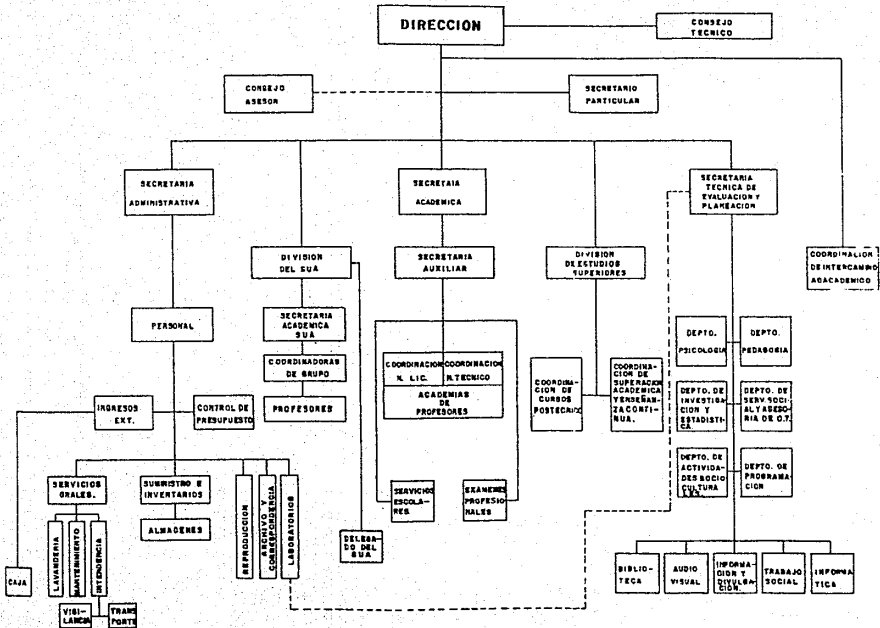 DIRECCION
CONSEJO
TECNICO
CONSEJO
ASESOR
SECRETARIO
PARTICULAR
SECRETARIA
ADMINISTRATIVA
SECRETAIA
ACADEMICA
SECRETARIA
TECNICA DE
EVALUACION Y
PLANEACION
DIVISION
DEL SUA
SECRETARIA
AUXILIAR
DIVISION
DE ESTUDIOS
SUPERIORES
COORDINACION
DE INTERCAMBIO
ACACADEMICO
PERSONAL
SECRETARIA
ACADEMICA
SUA
COORDINADORAS
DE GRUPO
PROFESORES
COORDINACION
N. LIC.
COORDINACION
N. TECNICO
ACADEMIAS
DE PROFESORES
COORDINA-
CION DE
CURSOS
POSTECNIC
COORDINA-
CION DE
SUPERACION
ACADEMICA
Y ENSEÑAN-
ZA CONTI-
NUA.
DEPTO.
PSICOLOGIA
DEPTO.
PEDAGOGIA
DEPTO. DE
INVESTIGA-
CION Y
ESTADISTI-
CA.
DEPTO. DE
SERV. SOCI-
AL Y ASESO-
RIA DE O.T.
DEPTO. DE
ACTIVIDA-
DES SOCIO
CULTURA
LES.
DEPTO. DE
PROGRAMA-
CION
INGRESOS
EXT.
CONTROL DE
PRESUPUESTO
SERVICIOS
GRALES.
SUMINISTRO E
INVENTARIOS
ALMACENES
REPRODUCCION
ARCHIVO Y
CORRESPONDENCIA
LABORATORIOS
SERVICIOS
ESCOLA-
RES
EXAMENES
PROFESIO-
NALES
DELEGA-
DO DEL
SUA
CAJA
LAVANDERIA
MANTENIMIENTO
INTENDENCIA
VIGI-
LANCIA
TRANS
PORTE
BIBLIO-
TECA
AUDIO
VISUAL
INFORMA-
CION Y
DIVULGA-
CION.
TRABAJO
SOCIAL
INFORMA
TICA